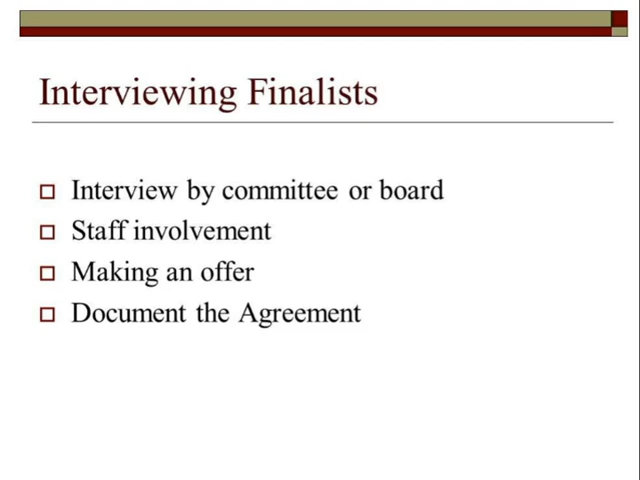 Interviewing Finalists
Interview by committee or board
Staff involvement
Making an offer
Document the Agreement